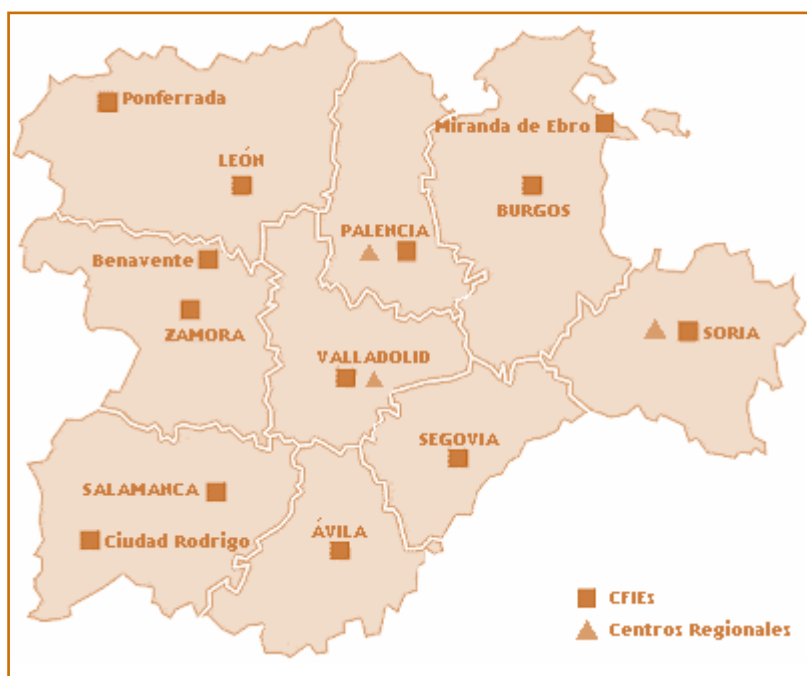 Ponferrada
Miranda de Ebro
LEÓN
BURGOS
PALENCIA
Benavente
ZAMORA
SORIA
VALLADOLID
SEGOVIA
SALAMANCA
Ciudad Rodrigo
ÁVILA
CFIEs
Centros Regionales